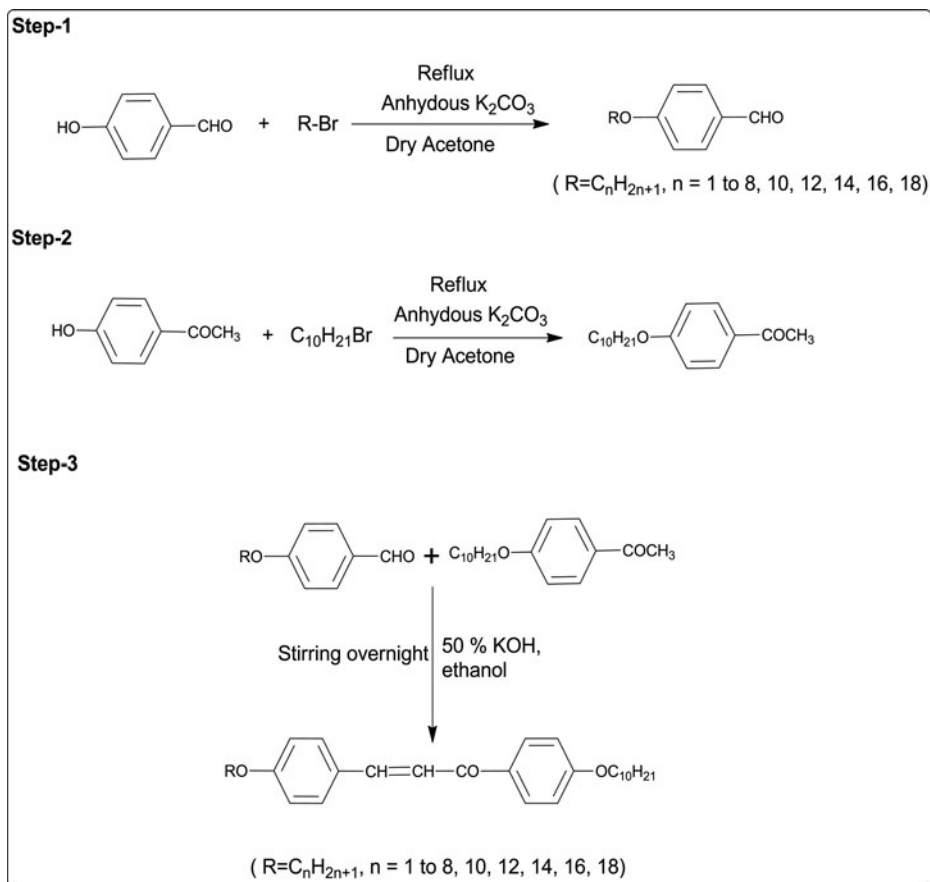 Step-1
Reflux
Anhydous K₂CO₃
HO CHO + R-Br RO CHO
Dry Acetone
( R=CₙH₂ₙ₊₁, n = 1 to 8, 10, 12, 14, 16, 18)
Step-2
Reflux
Anhydous K₂CO₃
HO COCH₃ + C₁₀H₂₁Br C₁₀H₂₁O COCH₃
Dry Acetone
Step-3
RO CHO + C₁₀H₂₁O COCH₃
Stirring overnight 50 % KOH,
ethanol
RO CH CH CO OC₁₀H₂₁
( R=CₙH₂ₙ₊₁, n = 1 to 8, 10, 12, 14, 16, 18)